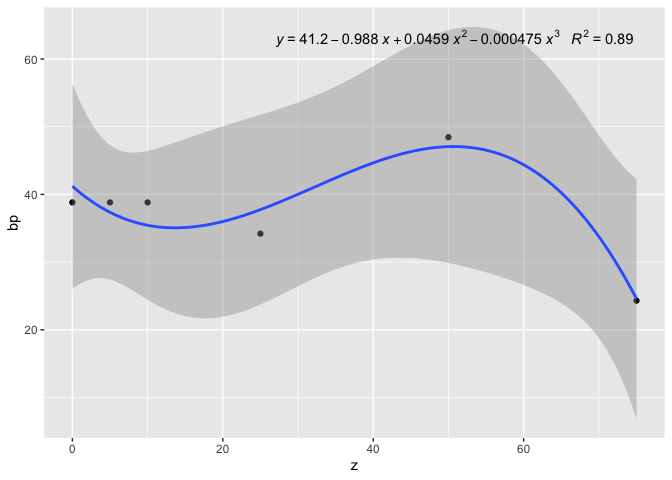 y = 41.2 – 0.988 x + 0.0459 x² – 0.000475 x³   R² = 0.89
60
40
20
bp
0 20 40 60
z